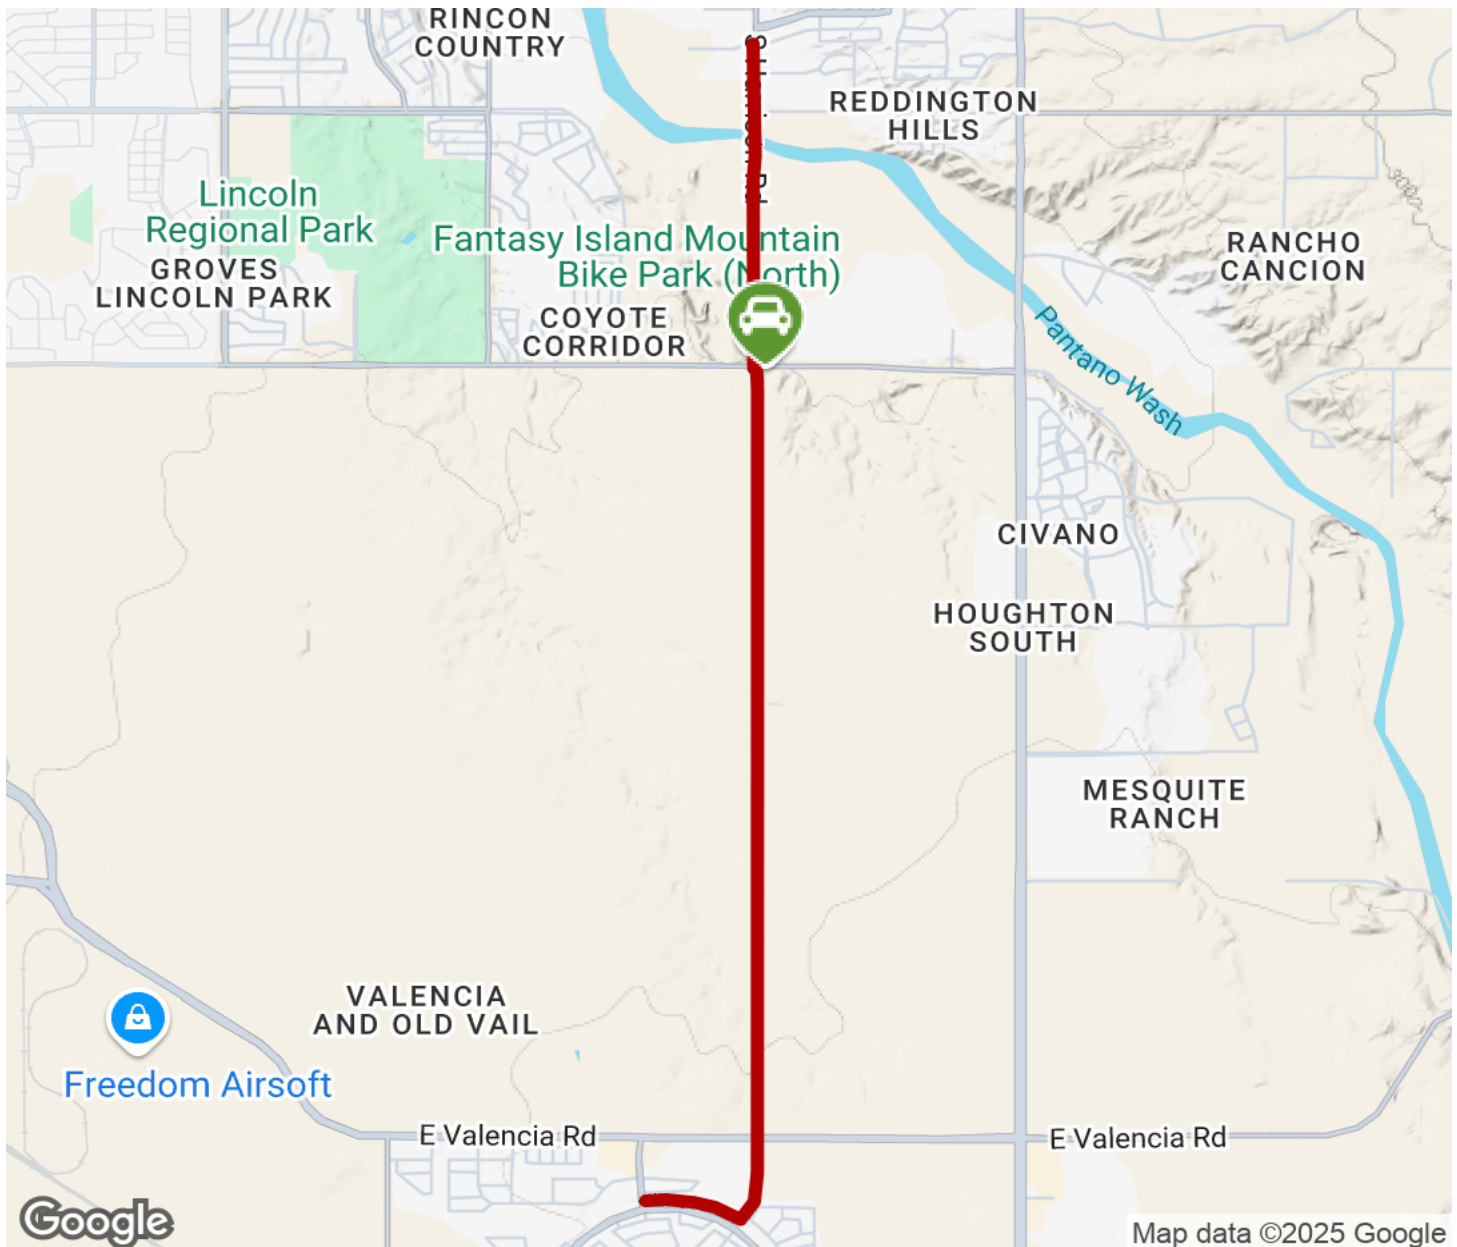 RINCON
COUNTRY
REDDINGTON
HILLS
Lincoln
Regional Park
GROVES
LINCOLN PARK
Fantasy Island Mountain
Bike Park (North)
COYOTE
CORRIDOR
RANCHO
CANCION
Pantano Wash
CIVANO
HOUGHTON
SOUTH
MESQUITE
RANCH
VALENCIA
AND OLD VAIL
Freedom Airsoft
E Valencia Rd
E Valencia Rd
Google
Map data ©2025 Google